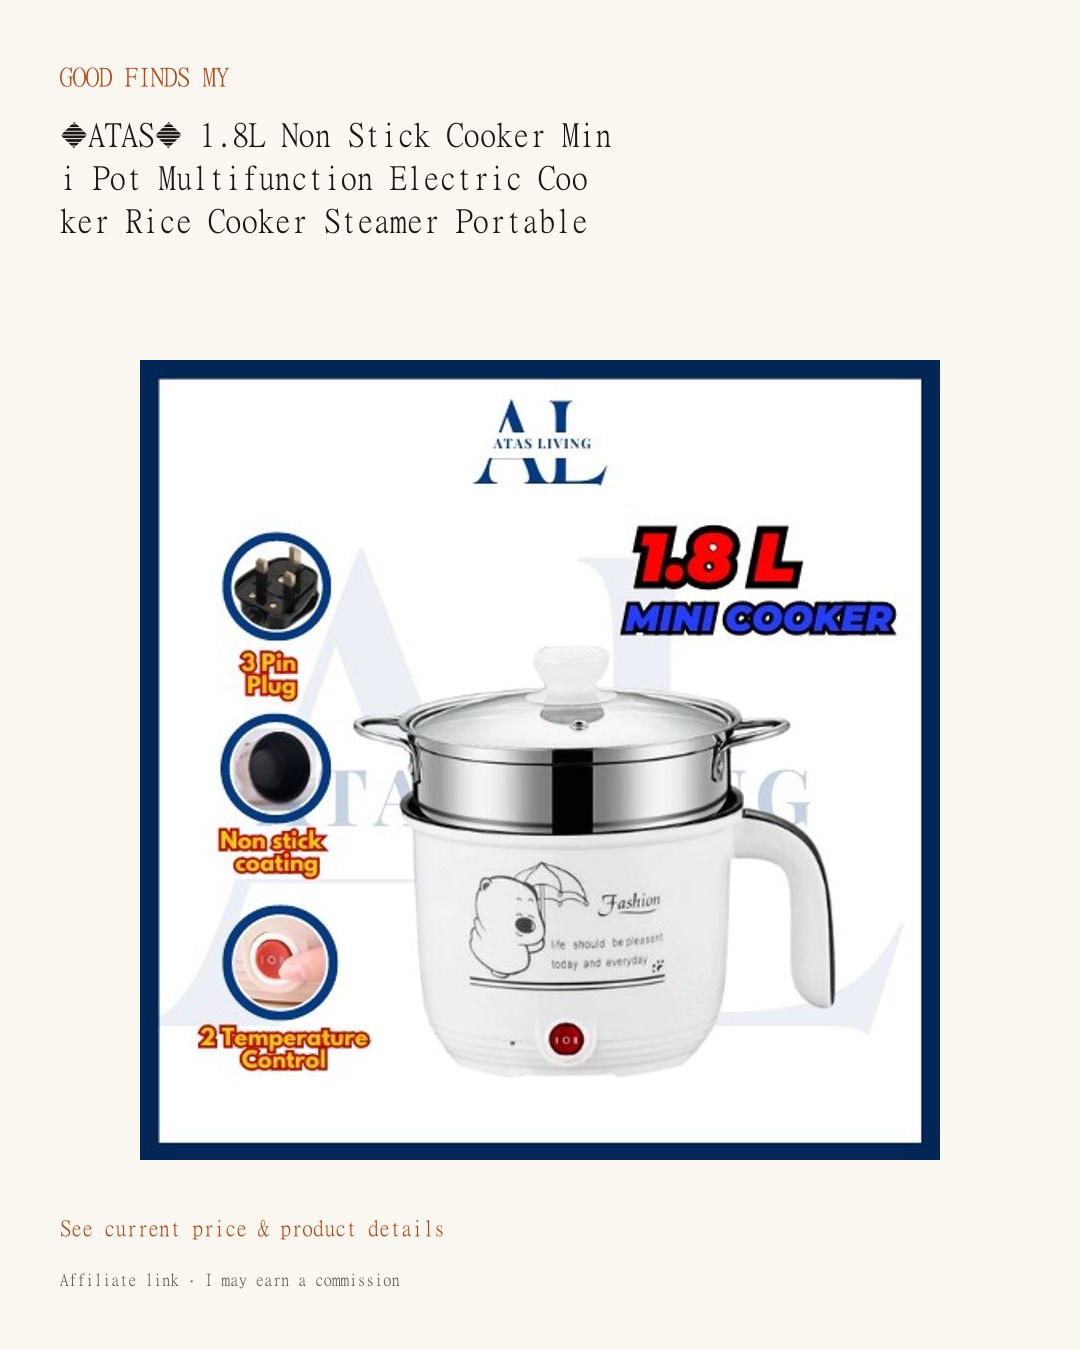 GOOD FINDS MY
◆ATAS◆ 1.8L Non Stick Cooker Min
i Pot Multifunction Electric Coo
ker Rice Cooker Steamer Portable
AL
ATAS LIVING
1.8 L
MINI COOKER
3 Pin
Plug
Non stick
coating
2 Temperature
Control
Fashion
life should be pleasent
today and everyday
See current price & product details
Affiliate link · I may earn a commission